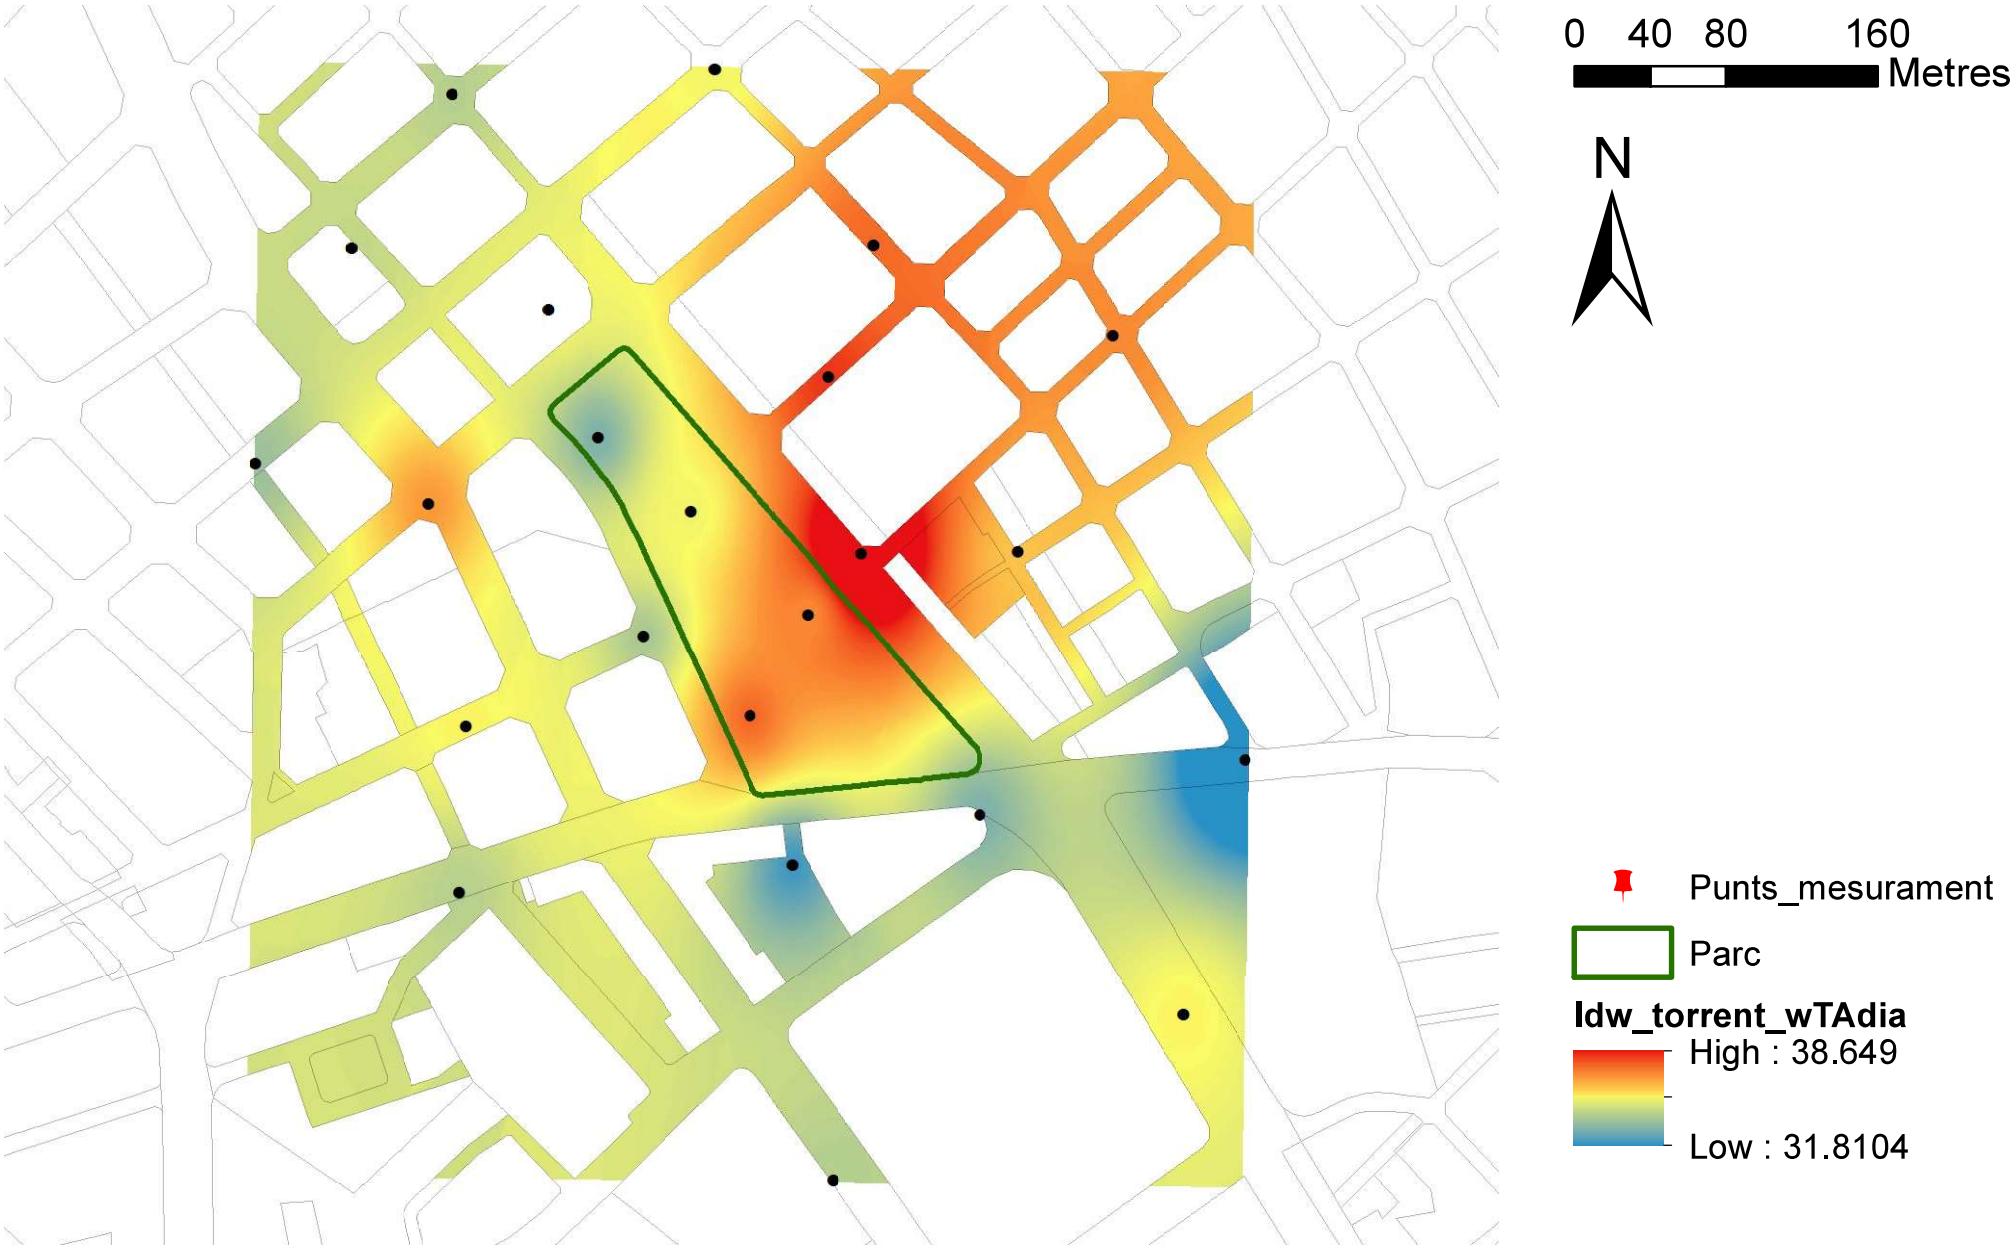 0 40 80 160
Metres
N
Punts_mesurament
Parc
Idw_torrent_wTAdia
High : 38.649
Low : 31.8104